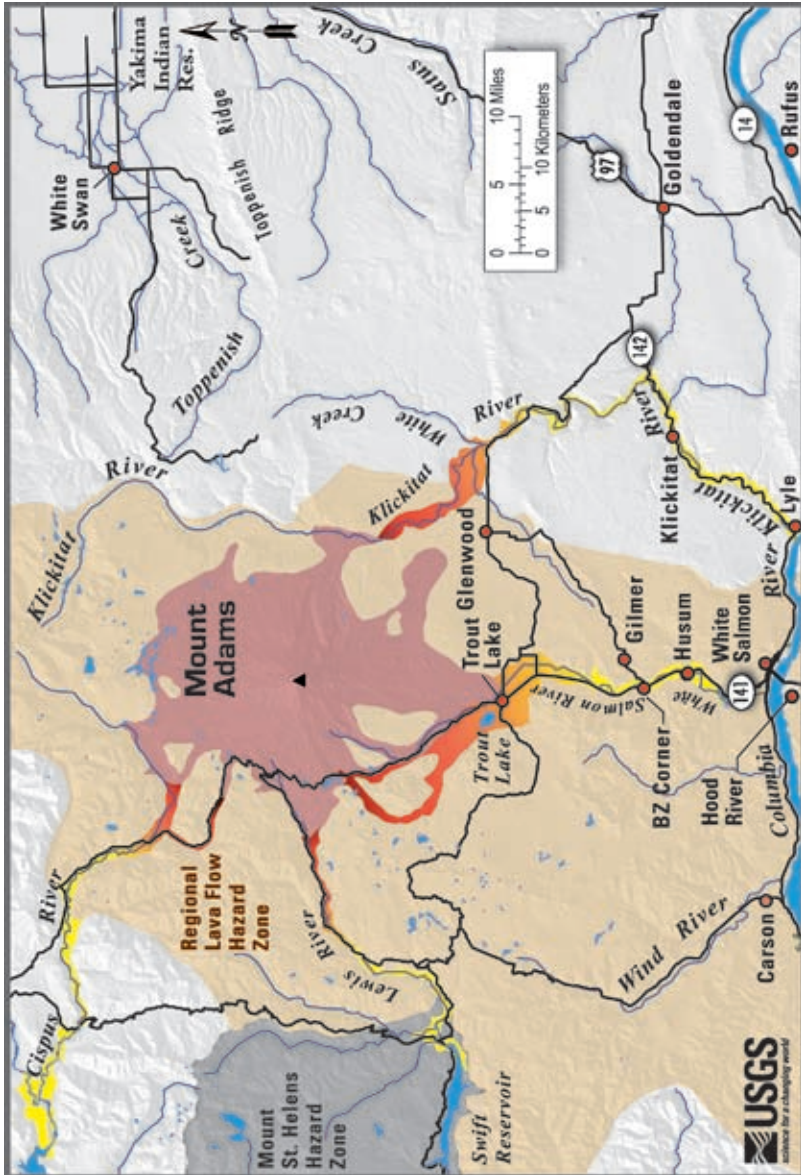 Yakima
Indian
Res.
N
White
Swan
Toppenish Ridge
Creek
Toppenish
Satus
Creek
10 Miles
5
0
10 Kilometers
5
0
97
Goldendale
14
Rufus
142
Klickitat
River
White
Creek
Klickitat
River
River
Klickitat
Klickitat
River
Lyle
River
Mount
Adams
Glenwood
Trout
Lake
Trout
Lake
Gilmer
Husum
White
Salmon
White
Salmon River
141
BZ Corner
Hood
River
Columbia
Regional
Lava Flow
Hazard
Zone
River
Cispus
Lewis
River
Wind River
Carson
Mount
St. Helens
Hazard
Zone
Swift
Reservoir
USGS
science for a changing world